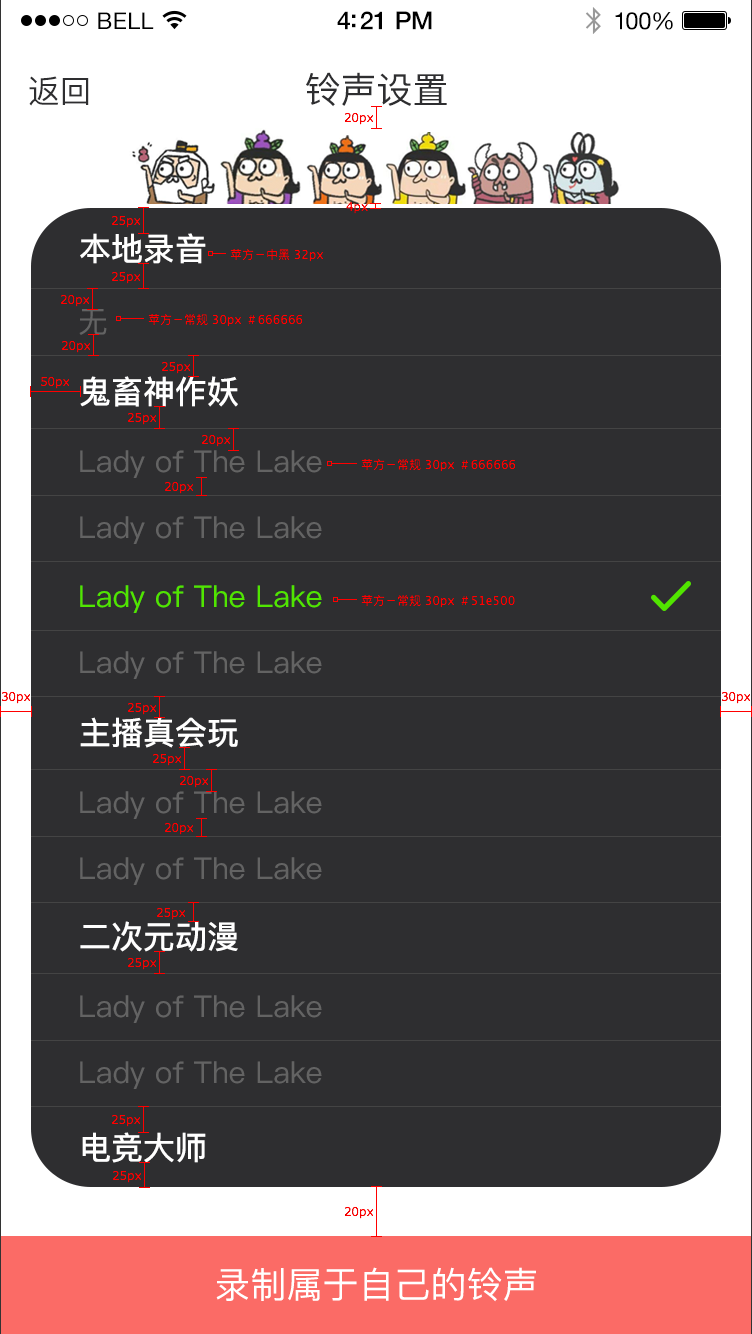 BELL 4:21 PM 100%
返回 铃声设置
20px
4px
25px
本地录音 苹方－中黑 32px
25px
20px
无 苹方－常规 30px #666666
20px
25px
50px
鬼畜神作妖
25px
20px
Lady of The Lake 苹方－常规 30px #666666
20px
Lady of The Lake
Lady of The Lake 苹方－常规 30px #51e500
Lady of The Lake
30px 30px
25px
主播真会玩
25px
20px
Lady of The Lake
20px
Lady of The Lake
25px
二次元动漫
25px
Lady of The Lake
Lady of The Lake
25px
电竞大师
25px
20px
录制属于自己的铃声